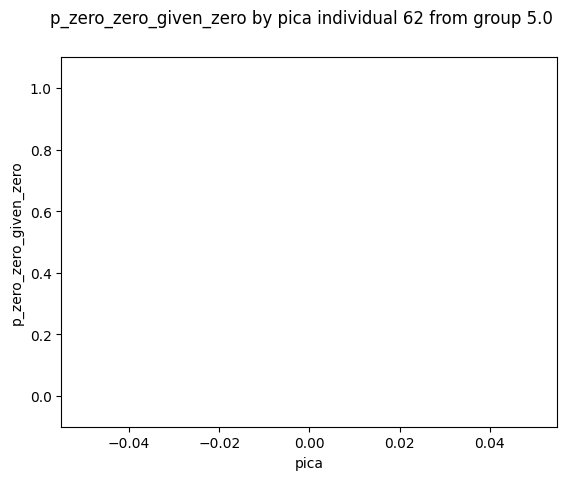 p_zero_zero_given_zero by pica individual 62 from group 5.0
1.0
0.8
0.6
0.4
0.2
0.0
p_zero_zero_given_zero
−0.04 −0.02 0.00 0.02 0.04
pica